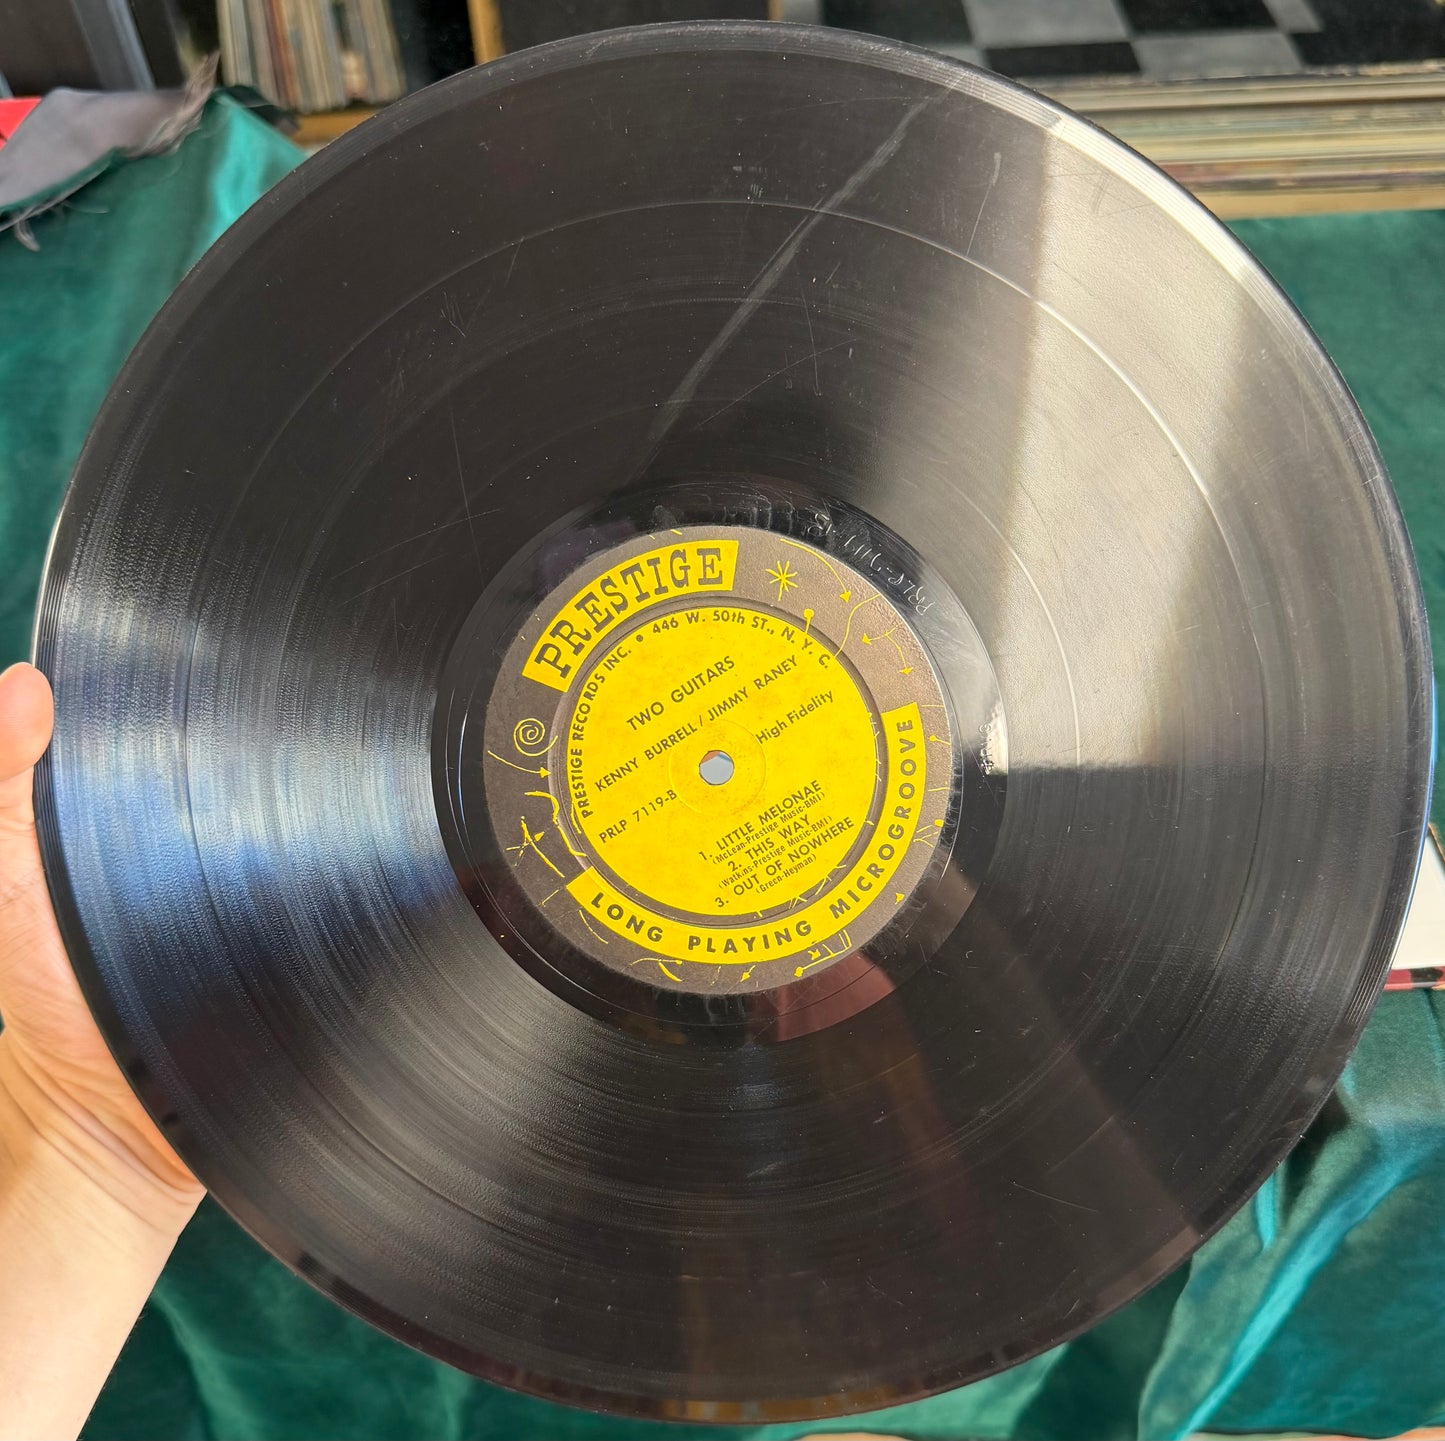 PRESTIGE
PRESTIGE RECORDS INC. • 446 W. 50th ST., N. Y. C.
TWO GUITARS
KENNY BURRELL / JIMMY RANEY
High Fidelity
PRLP 7119-B
1. LITTLE MELONAE
(McLean-Prestige Music-BMI)
2. THIS WAY
(Watkins-Prestige Music-BMI)
3. OUT OF NOWHERE
(Green-Heyman)
LONG PLAYING MICROGROOVE